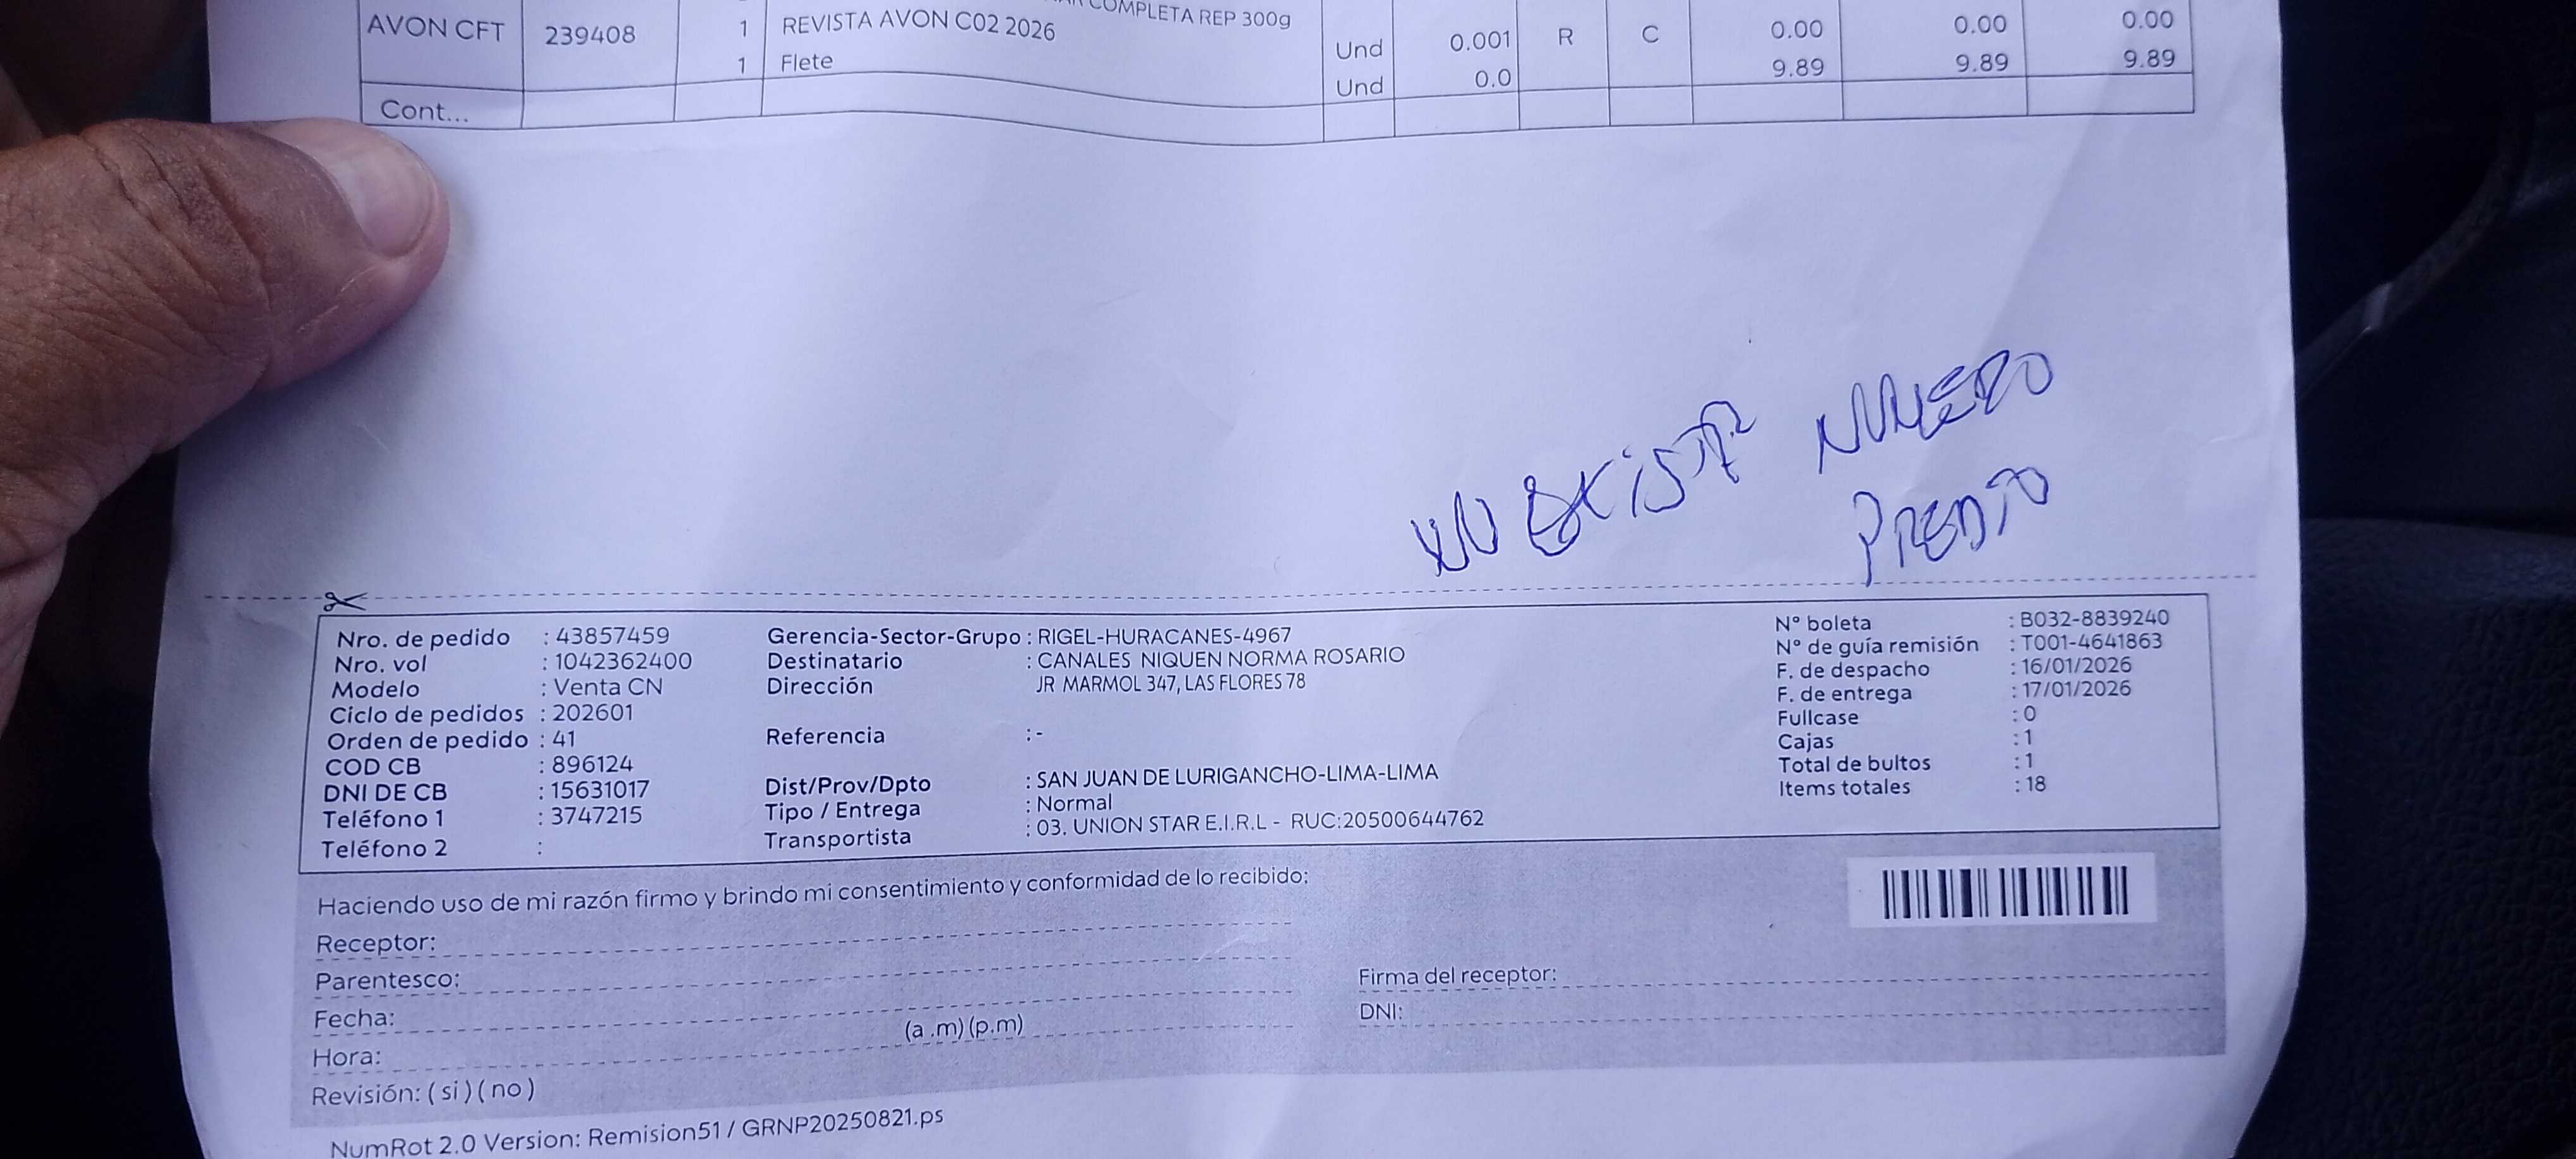 COMPLETA REP 300g
AVON CFT 239408 1 REVISTA AVON C02 2026 Und 0.001 R C 0.00 0.00 0.00
1 Flete Und 0.0 9.89 9.89 9.89
Cont...
NO EXISTE NUMERO
PREDIO
Nro. de pedido : 43857459
Nro. vol : 1042362400
Modelo : Venta CN
Ciclo de pedidos : 202601
Orden de pedido : 41
COD CB : 896124
DNI DE CB : 15631017
Teléfono 1 : 3747215
Teléfono 2 :
Gerencia-Sector-Grupo : RIGEL-HURACANES-4967
Destinatario : CANALES NIQUEN NORMA ROSARIO
Dirección JR MARMOL 347, LAS FLORES 78
Referencia : -
Dist/Prov/Dpto : SAN JUAN DE LURIGANCHO-LIMA-LIMA
Tipo / Entrega : Normal
Transportista : 03. UNION STAR E.I.R.L - RUC:20500644762
N° boleta : B032-8839240
N° de guía remisión : T001-4641863
F. de despacho : 16/01/2026
F. de entrega : 17/01/2026
Fullcase : 0
Cajas : 1
Total de bultos : 1
Items totales : 18
Haciendo uso de mi razón firmo y brindo mi consentimiento y conformidad de lo recibido:
Receptor:
Parentesco:
Fecha:
Hora: (a .m) (p.m)
Revisión: ( si ) ( no )
Firma del receptor:
DNI:
NumRot 2.0 Version: Remision51 / GRNP20250821.ps